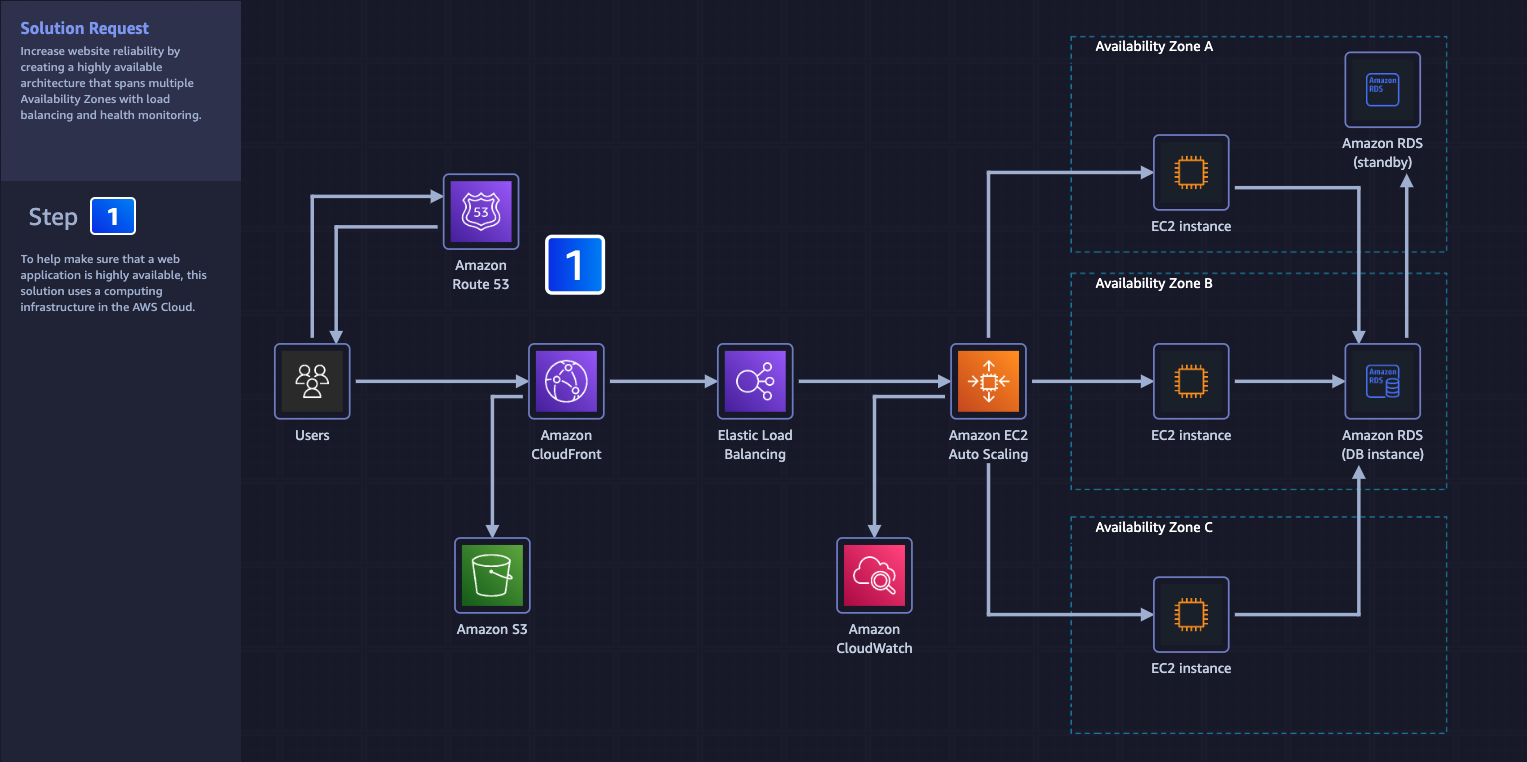 Solution Request
Increase website reliability by
creating a highly available
architecture that spans multiple
Availability Zones with load
balancing and health monitoring.
Step 1
To help make sure that a web
application is highly available, this
solution uses a computing
infrastructure in the AWS Cloud.
53
Amazon
Route 53
1
Users
Amazon
CloudFront
Elastic Load
Balancing
Amazon EC2
Auto Scaling
Amazon S3
Amazon
CloudWatch
Availability Zone A
EC2 instance
Amazon
RDS
Amazon RDS
(standby)
Availability Zone B
EC2 instance
Amazon
RDS
Amazon RDS
(DB instance)
Availability Zone C
EC2 instance